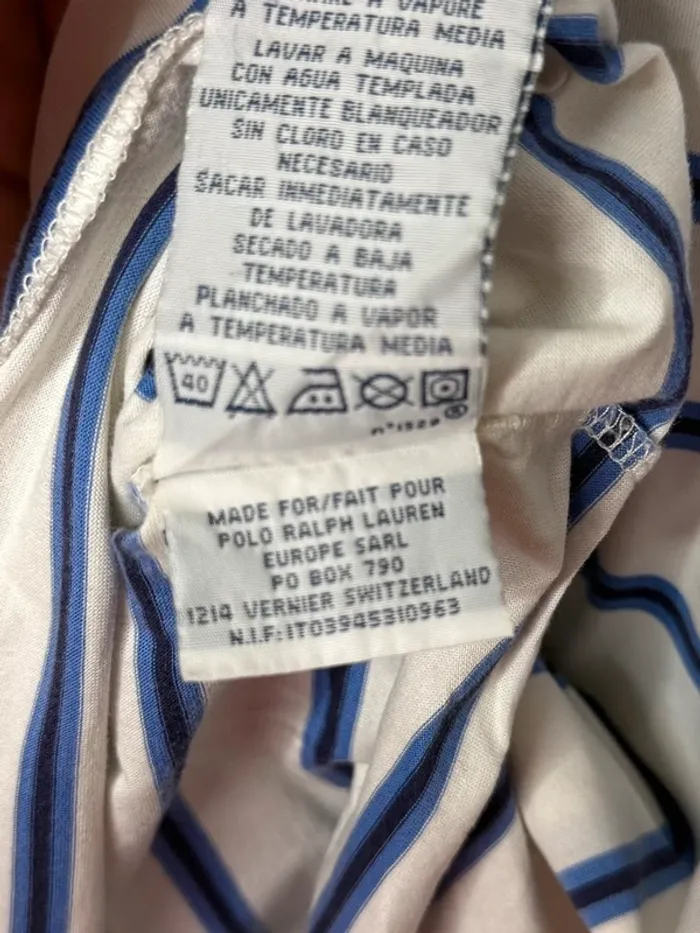 A VAPORE
A TEMPERATURA MEDIA
LAVAR A MAQUINA
CON AGUA TEMPLADA
UNICAMENTE BLANQUEADOR
SIN CLORO EN CASO
NECESARIO
SACAR INMEDIATAMENTE
DE LAVADORA
SECADO A BAJA
TEMPERATURA
PLANCHADO A VAPOR
A TEMPERATURA MEDIA
40
®
MADE FOR/FAIT POUR
POLO RALPH LAUREN
EUROPE SARL
PO BOX 790
1214 VERNIER SWITZERLAND
N.I.F:IT03945310963